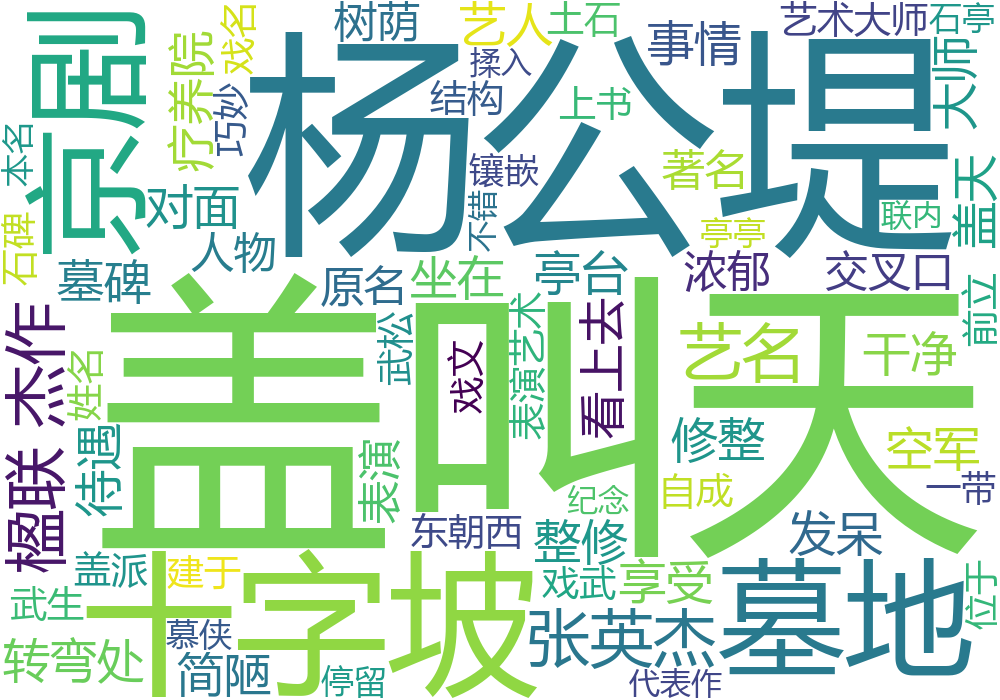 杨公堤
盖叫天
京剧
十字坡
墓地
树荫
艺人
土石
事情
艺术大师
石亭
戏名
疗养院
揉入
结构
上书
大师
巧妙
本名
镶嵌
著名
盖天
对面
不错
联内
石碑
人物
亭亭
墓碑
原名
坐在
亭台
浓郁
交叉口
前立
杰作
武松
戏文
表演艺术
看上去
艺名
干净
姓名
楹联
待遇
表演
修整
空军
纪念
自成
一带
东朝西
整修
发呆
盖派
建于
戏武
享受
位于
武生
慕侠
张英杰
转弯处
简陋
停留
代表作